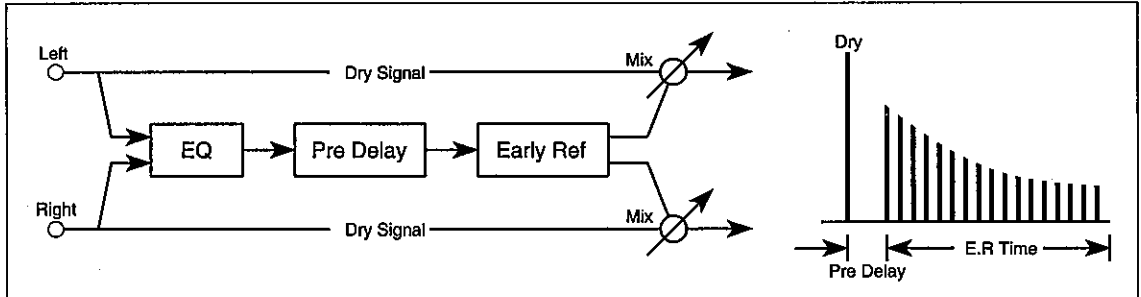 Left
Dry Signal
Mix
EQ
Pre Delay
Early Ref
Right
Dry Signal
Mix
Dry
E.R Time
Pre Delay